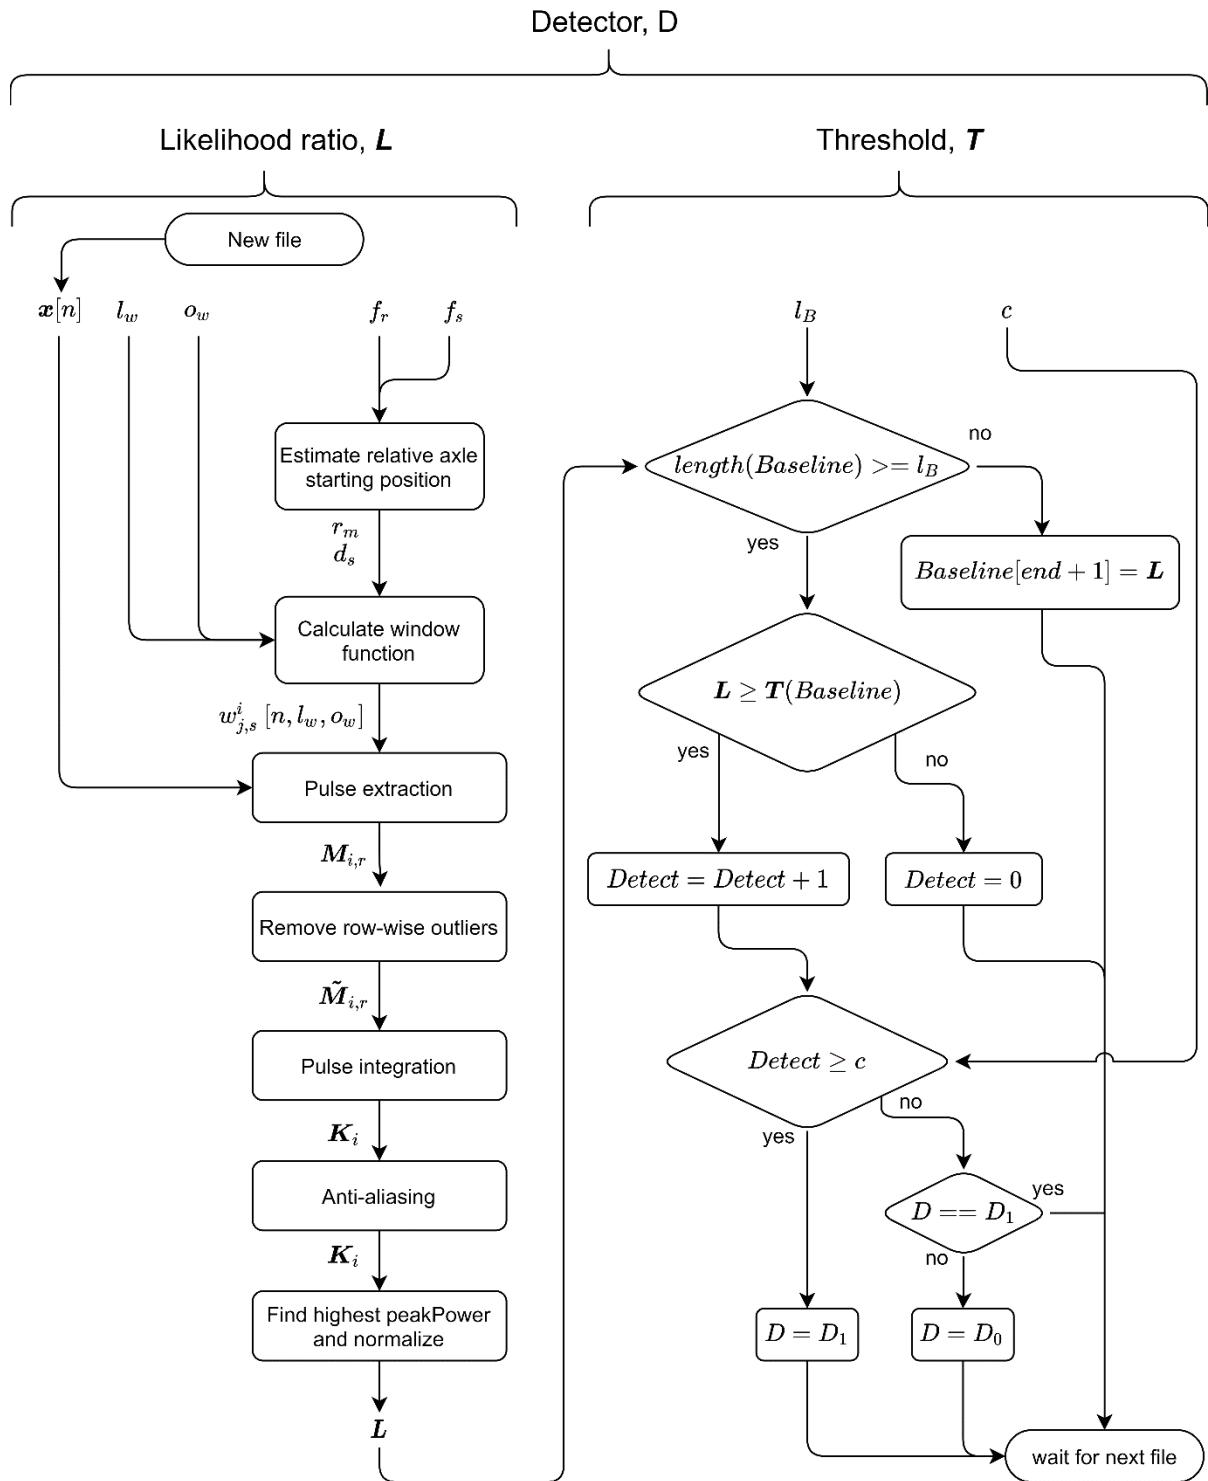 Detector, D
Likelihood ratio, L
Threshold, T
New file
x[n]
l_w
o_w
f_r
f_s
l_B
c
Estimate relative axle
starting position
r_m
d_s
Calculate window
function
w^i_{j,s} [n, l_w, o_w]
Pulse extraction
M_{i,r}
Remove row-wise outliers
M̃_{i,r}
Pulse integration
K_i
Anti-aliasing
K_i
Find highest peakPower
and normalize
L
length(Baseline) >= l_B
no
yes
Baseline[end + 1] = L
L ≥ T(Baseline)
yes
no
Detect = Detect + 1
Detect = 0
Detect ≥ c
no
yes
D == D_1
yes
no
D = D_1
D = D_0
wait for next file